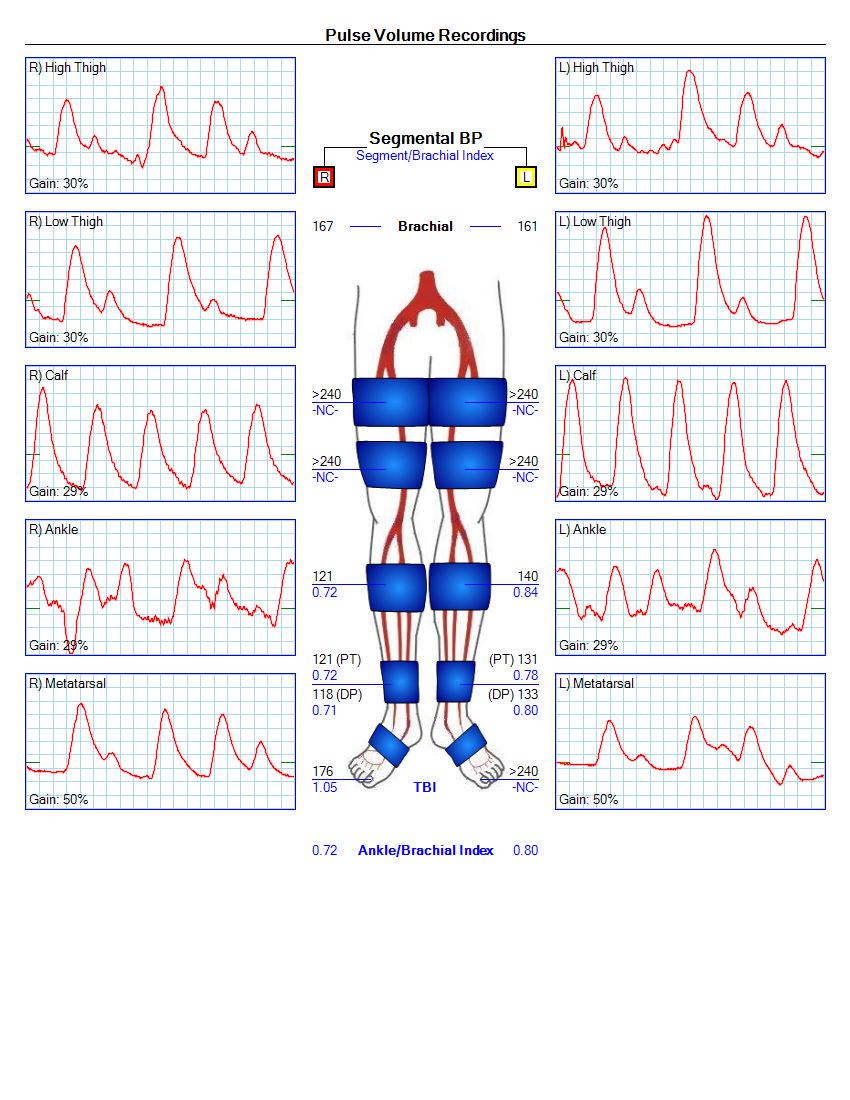 Pulse Volume Recordings
R) High Thigh
Gain: 30%
L) High Thigh
Gain: 30%
Segmental BP
Segment/Brachial Index
R
L
167 Brachial 161
R) Low Thigh
Gain: 30%
L) Low Thigh
Gain: 30%
R) Calf
Gain: 29%
L) Calf
Gain: 29%
>240 >240
-NC- -NC-
>240 >240
-NC- -NC-
R) Ankle
Gain: 29%
L) Ankle
Gain: 29%
121 140
0.72 0.84
121 (PT) (PT) 131
0.72 0.78
118 (DP) (DP) 133
0.71 0.80
R) Metatarsal
Gain: 50%
L) Metatarsal
Gain: 50%
176 >240
1.05 TBI -NC-
0.72 Ankle/Brachial Index 0.80